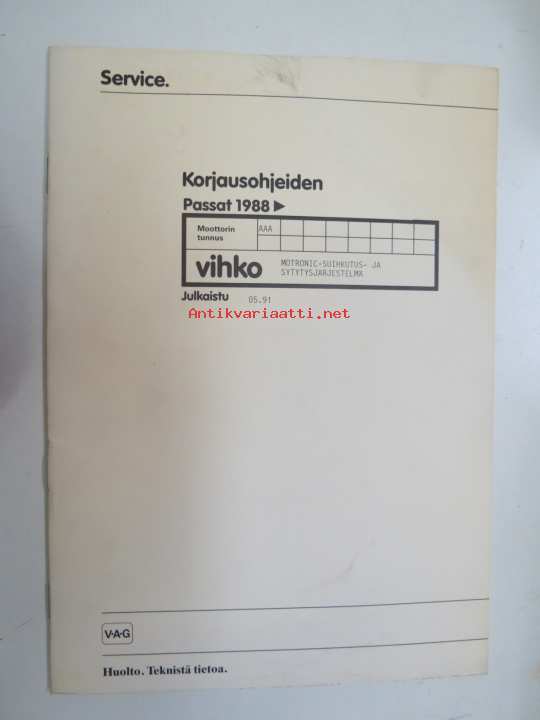 Service.
Korjausohjeiden
Passat 1988 ►
Moottorin
tunnus
AAA
vihko
MOTRONIC-SUIHKUTUS- JA
SYTYTYSJÄRJESTELMÄ
Julkaistu 05.91
Antikvariaatti.net
V·A·G
Huolto. Teknistä tietoa.